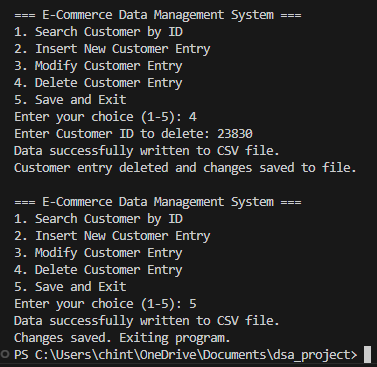 === E-Commerce Data Management System ===
1. Search Customer by ID
2. Insert New Customer Entry
3. Modify Customer Entry
4. Delete Customer Entry
5. Save and Exit
Enter your choice (1-5): 4
Enter Customer ID to delete: 23830
Data successfully written to CSV file.
Customer entry deleted and changes saved to file.

=== E-Commerce Data Management System ===
1. Search Customer by ID
2. Insert New Customer Entry
3. Modify Customer Entry
4. Delete Customer Entry
5. Save and Exit
Enter your choice (1-5): 5
Data successfully written to CSV file.
Changes saved. Exiting program.
PS C:\Users\chint\OneDrive\Documents\dsa_project>